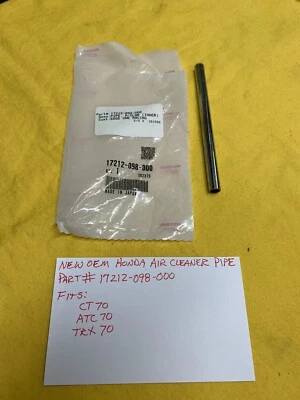 17212-098-000
MADE IN JAPAN
NEW OEM HONDA AIR CLEANER PIPE
PART# 17212-098-000
FITS:
CT 70
ATC 70
TRX 70